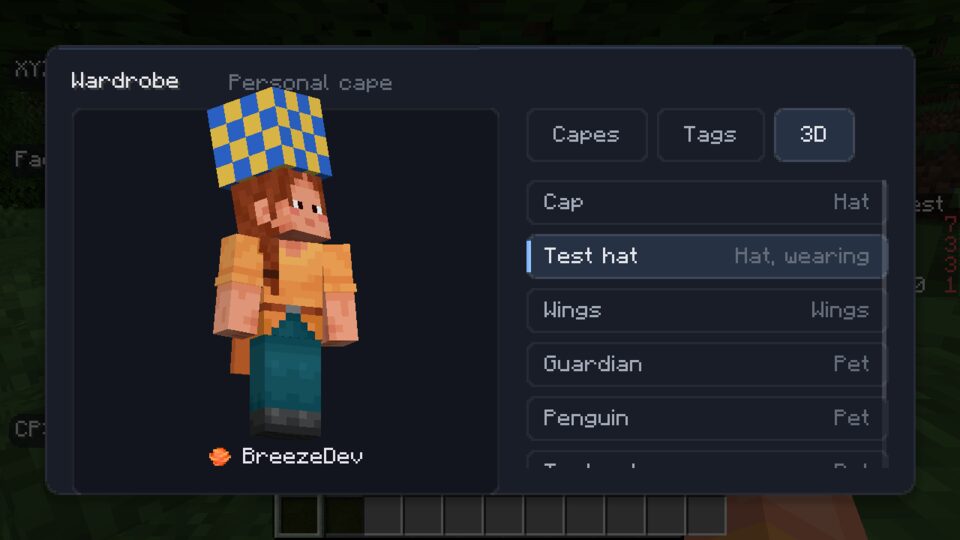 Wardrobe
Personal cape
Capes
Tags
3D
Cap
Hat
Test hat
Hat, wearing
Wings
Wings
Guardian
Pet
Penguin
Pet
BreezeDev